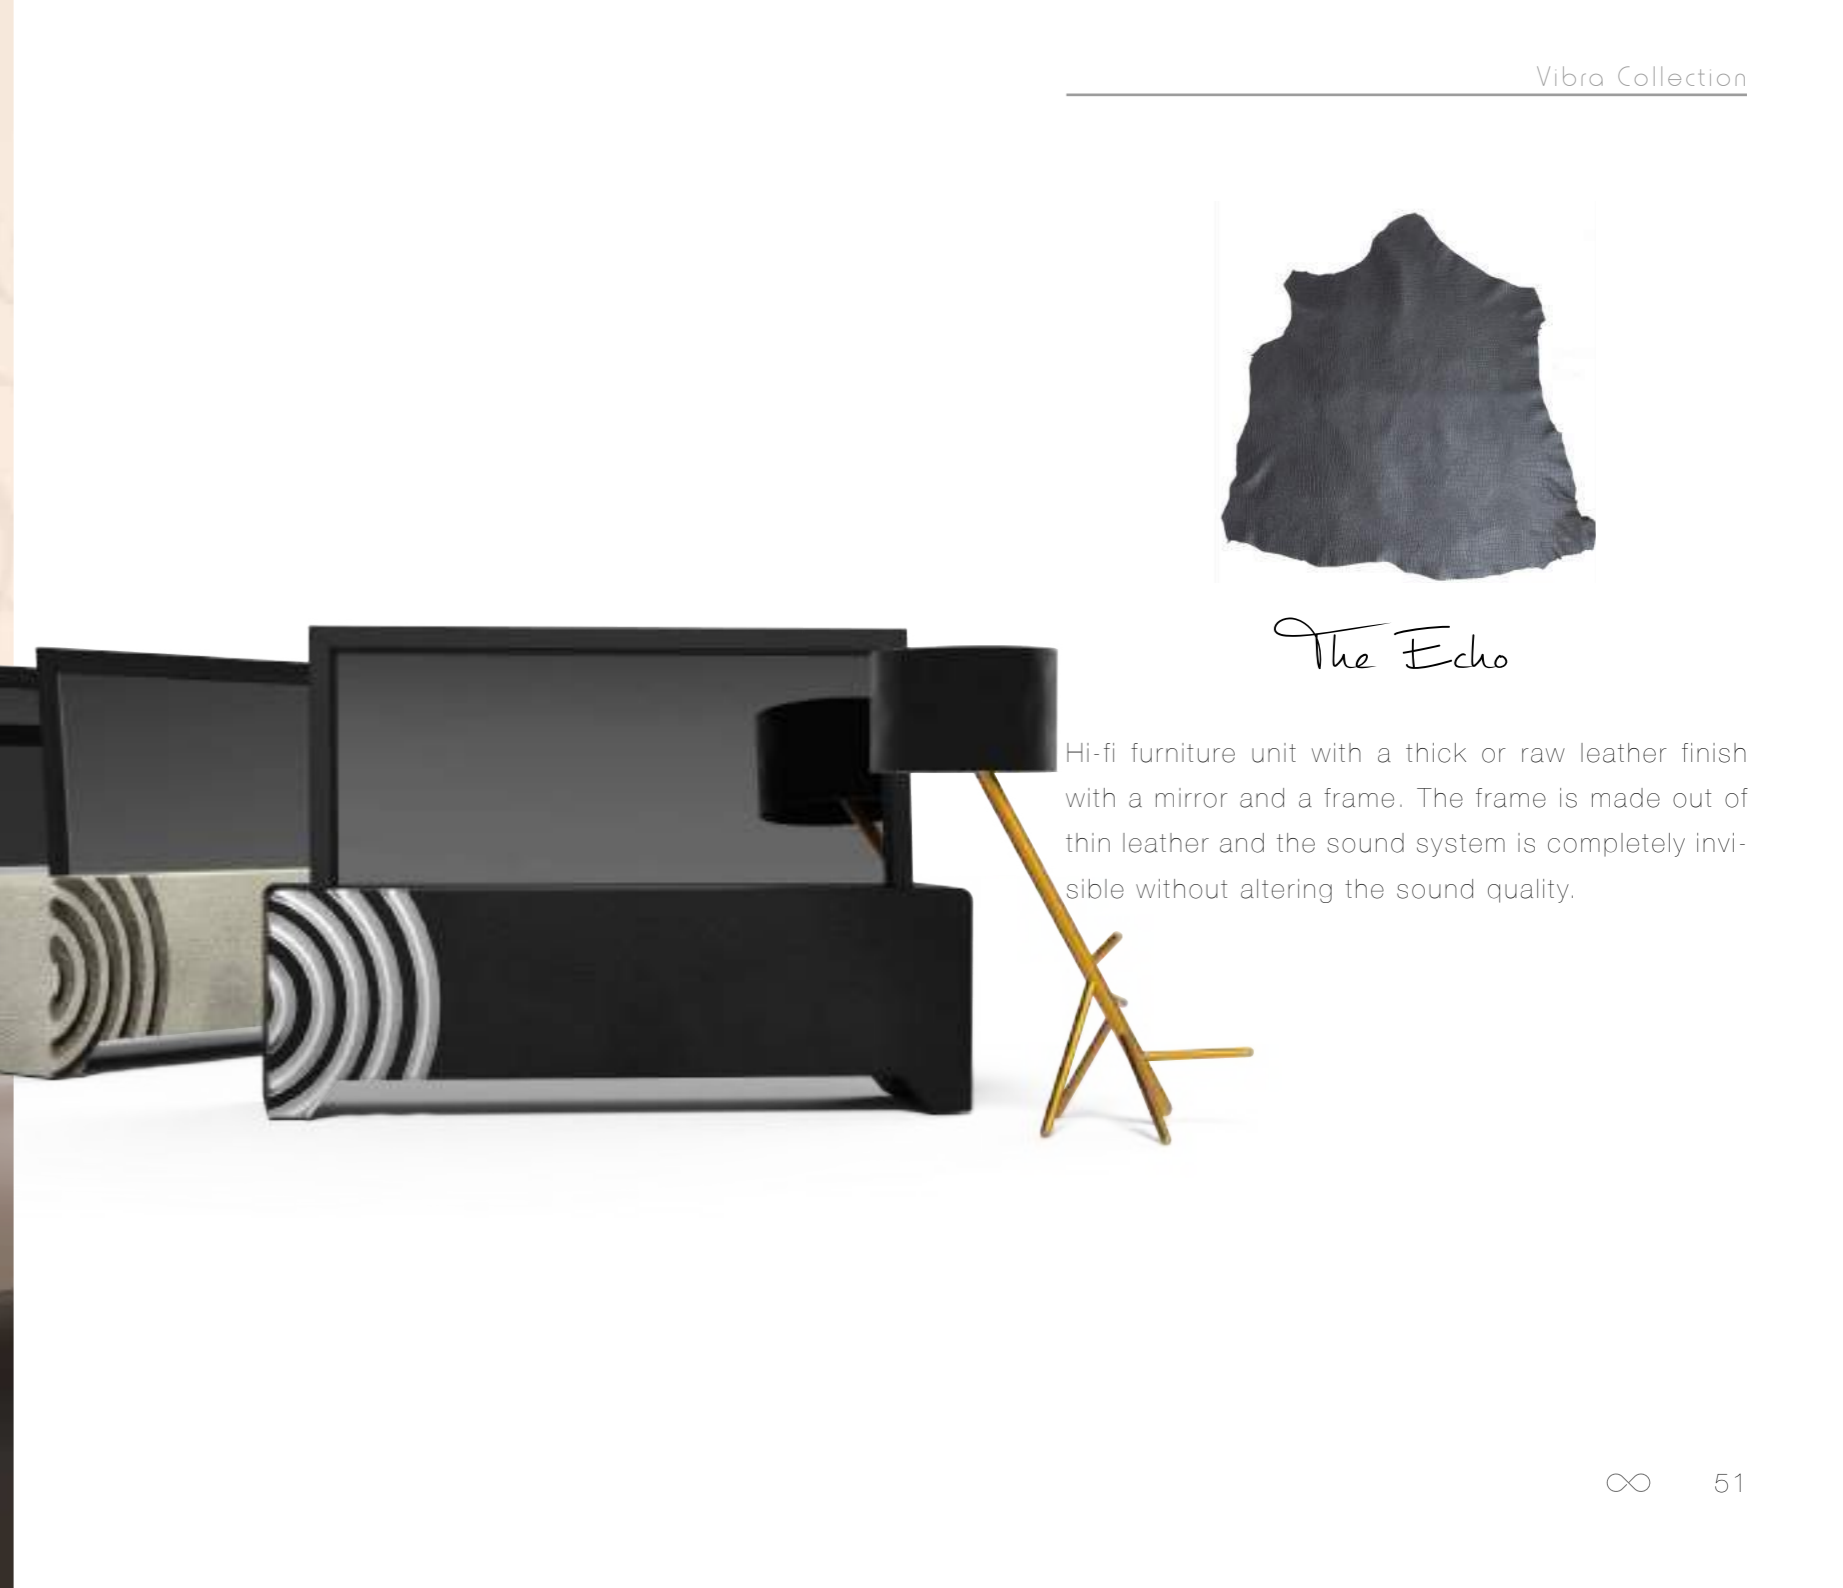 Vibra Collection
The Echo
Hi-fi furniture unit with a thick or raw leather finish
with a mirror and a frame. The frame is made out of
thin leather and the sound system is completely invi-
sible without altering the sound quality.
51